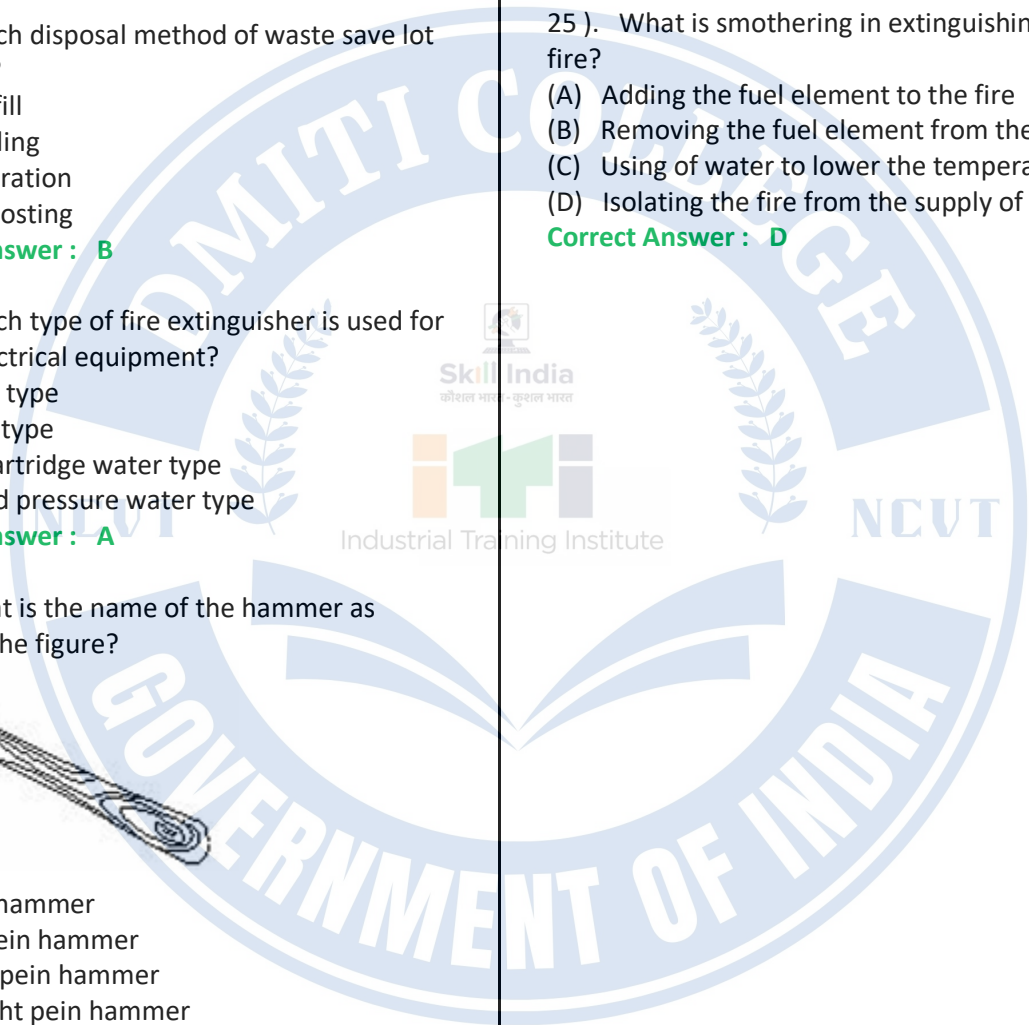 ch disposal method of waste save lot
?
fill
ling
ration
osting
nswer : B
ch type of fire extinguisher is used for
ctrical equipment?
type
type
artridge water type
d pressure water type
nswer : A
at is the name of the hammer as
he figure?
hammer
ein hammer
pein hammer
ht pein hammer
25 ). What is smothering in extinguishin
fire?
(A) Adding the fuel element to the fire
(B) Removing the fuel element from the
(C) Using of water to lower the tempera
(D) Isolating the fire from the supply of
Correct Answer : D
DMITI COLLEGE
Skill India
कौशल भारत - कुशल भारत
iTi
Industrial Training Institute
NCVT
NCVT
GOVERNMENT OF INDIA